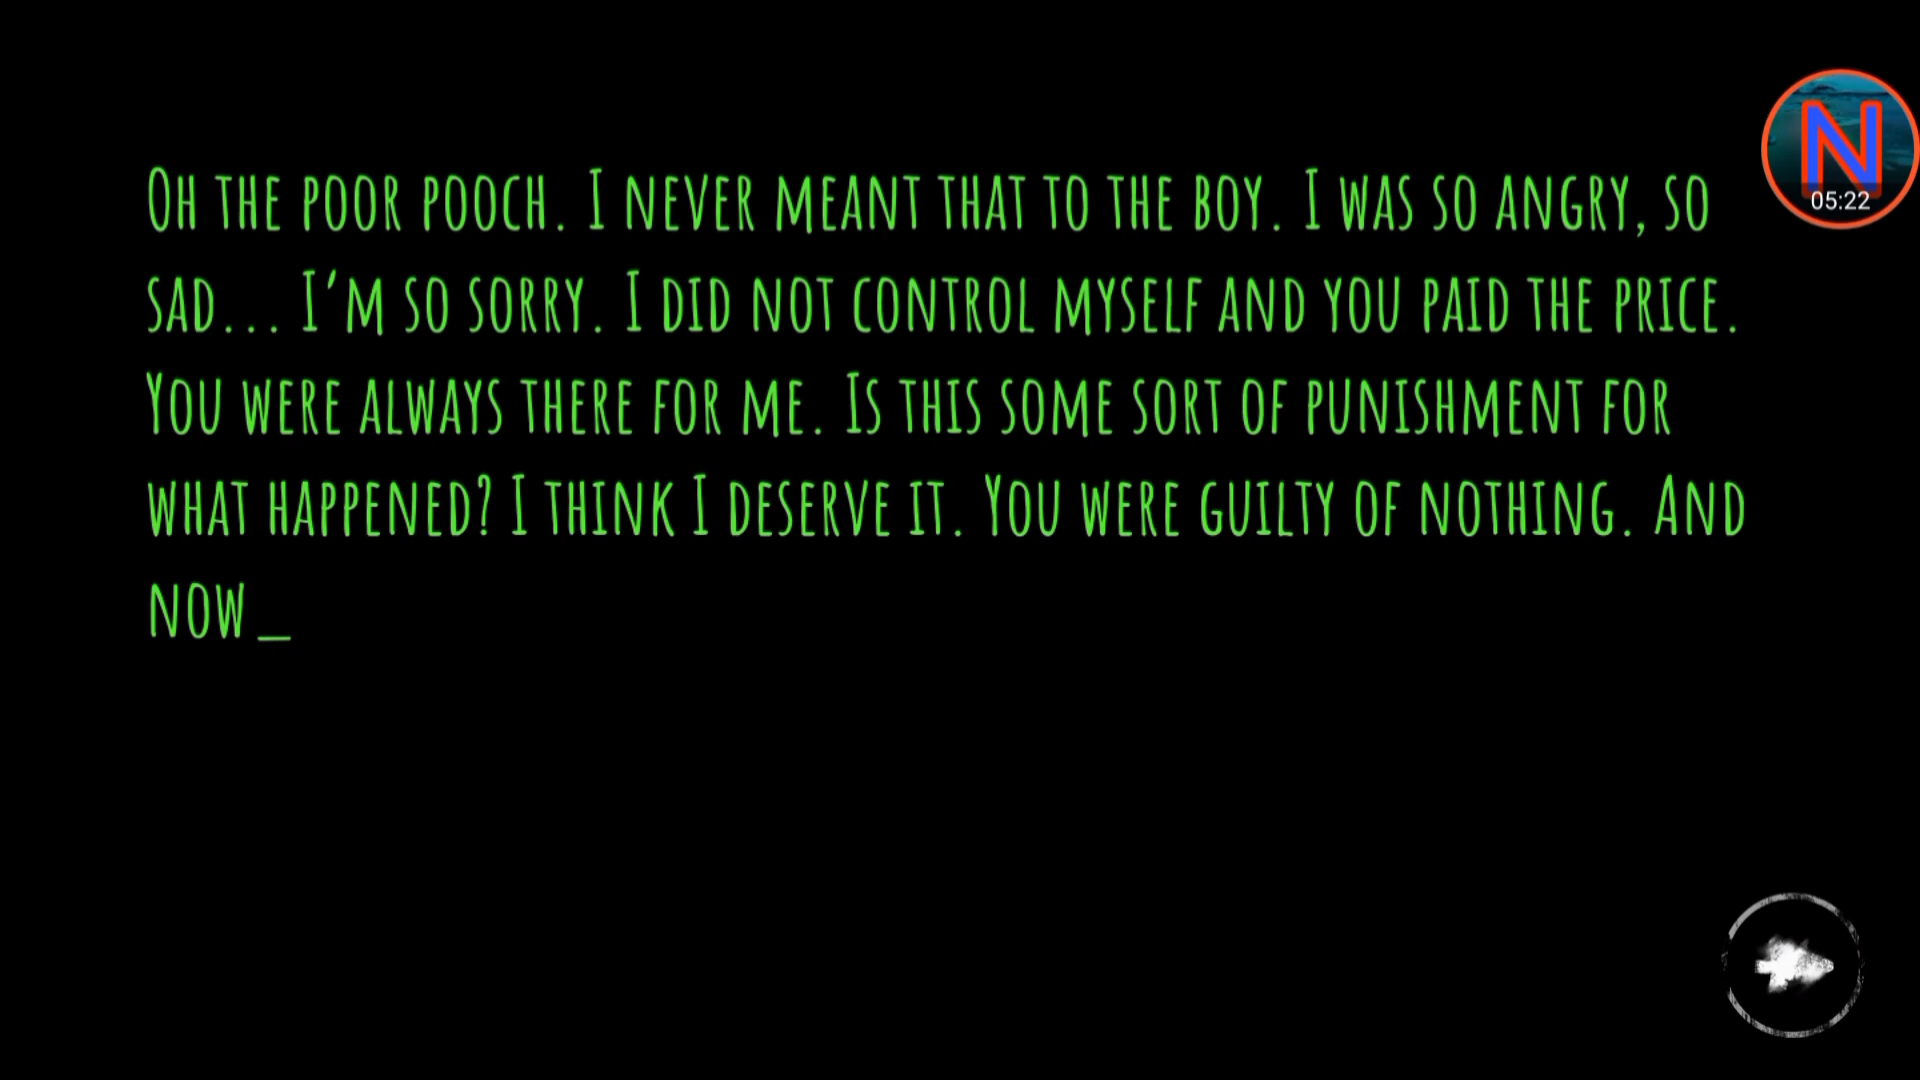 Oh the poor pooch. I never meant that to the boy. I was so angry, so
sad... I'm so sorry. I did not control myself and you paid the price.
You were always there for me. Is this some sort of punishment for
what happened? I think I deserve it. You were guilty of nothing. And
now_
N
05:22